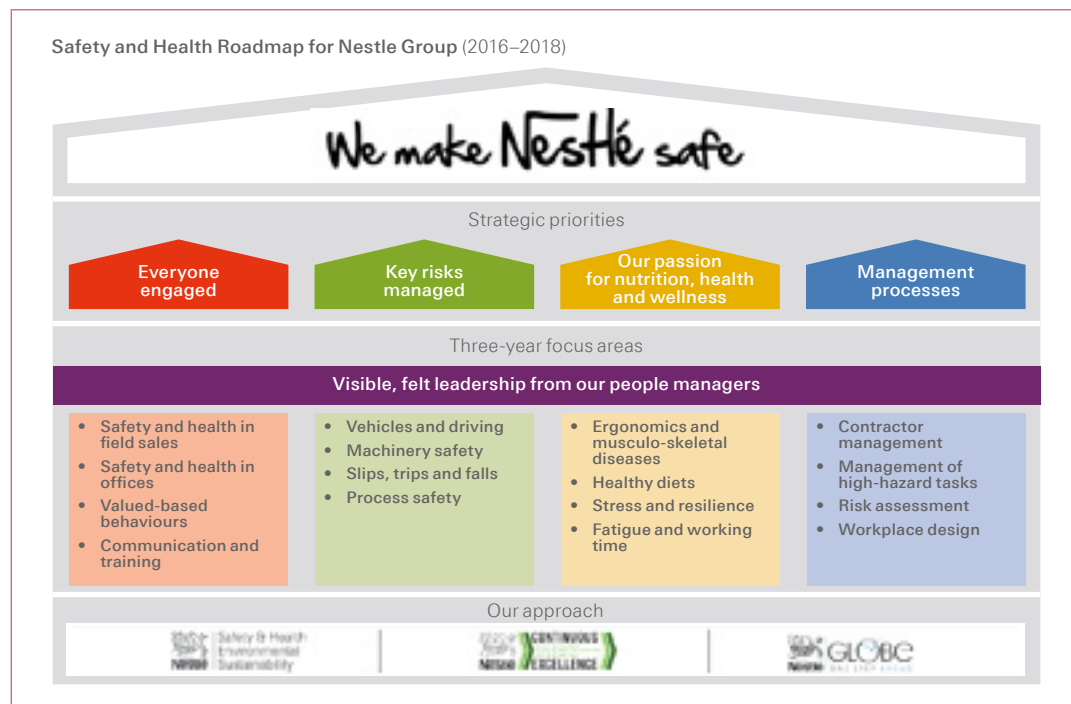 Safety and Health Roadmap for Nestle Group (2016–2018)
We make Nestlé safe
Strategic priorities
Everyone
engaged
Key risks
managed
Our passion
for nutrition, health
and wellness
Management
processes
Three-year focus areas
Visible, felt leadership from our people managers
• Safety and health in
field sales
• Safety and health in
offices
• Valued-based
behaviours
• Communication and
training
• Vehicles and driving
• Machinery safety
• Slips, trips and falls
• Process safety
• Ergonomics and
musculo-skeletal
diseases
• Healthy diets
• Stress and resilience
• Fatigue and working
time
• Contractor
management
• Management of
high-hazard tasks
• Risk assessment
• Workplace design
Our approach
Nestlé
Safety & Health
Environmental
Sustainability
Nestlé
CONTINUOUS
EXCELLENCE
Nestlé
GLOBE